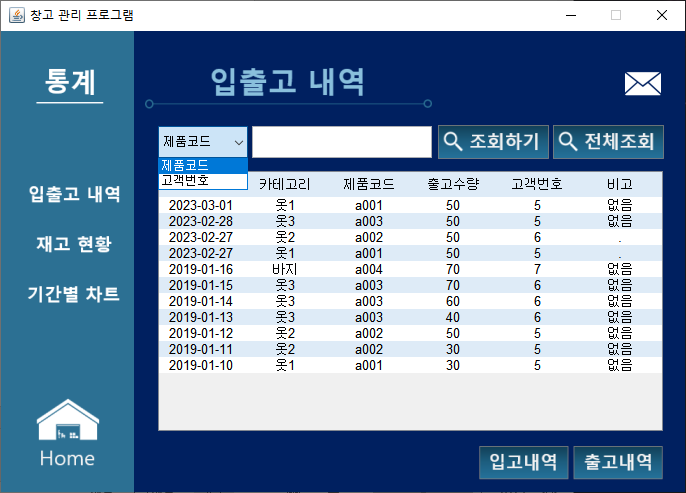 창고 관리 프로그램
통계
입출고 내역
제품코드
조회하기
전체조회
제품코드
고객번호
카테고리 제품코드 출고수량 고객번호 비고
2023-03-01 옷1 a001 50 5 없음
2023-02-28 옷3 a003 50 5 없음
2023-02-27 옷2 a002 50 6 .
2023-02-27 옷1 a001 50 5 .
2019-01-16 바지 a004 70 7 없음
2019-01-15 옷3 a003 70 6 없음
2019-01-14 옷3 a003 60 6 없음
2019-01-13 옷3 a003 40 6 없음
2019-01-12 옷2 a002 50 5 없음
2019-01-11 옷2 a002 30 5 없음
2019-01-10 옷1 a001 30 5 없음
입출고 내역
재고 현황
기간별 차트
Home
입고내역
출고내역